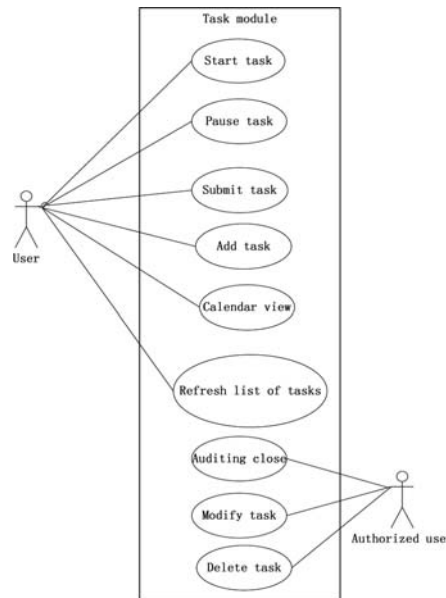 Task module
Start task
Pause task
Submit task
Add task
User
Calendar view
Refresh list of tasks
Auditing close
Modify task
Authorized use
Delete task